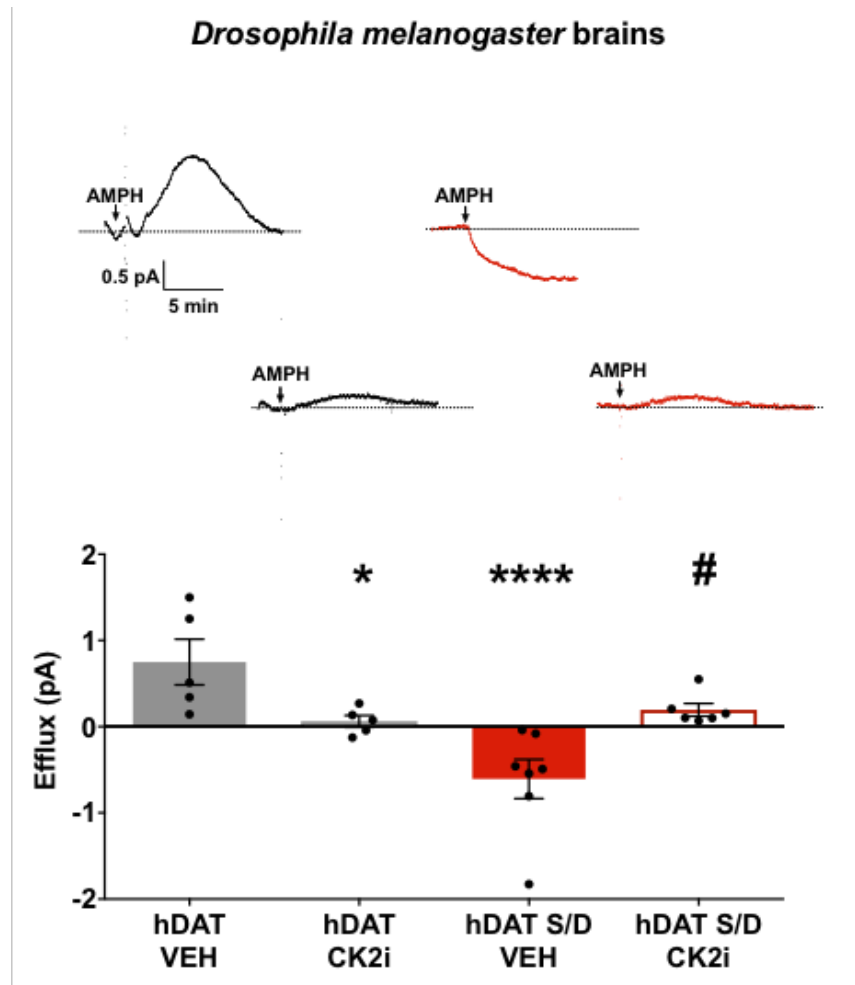 Drosophila melanogaster brains
AMPH
AMPH
0.5 pA
5 min
AMPH
AMPH
* **** #
2
1
0
-1
-2
Efflux (pA)
hDAT VEH
hDAT CK2i
hDAT S/D VEH
hDAT S/D CK2i